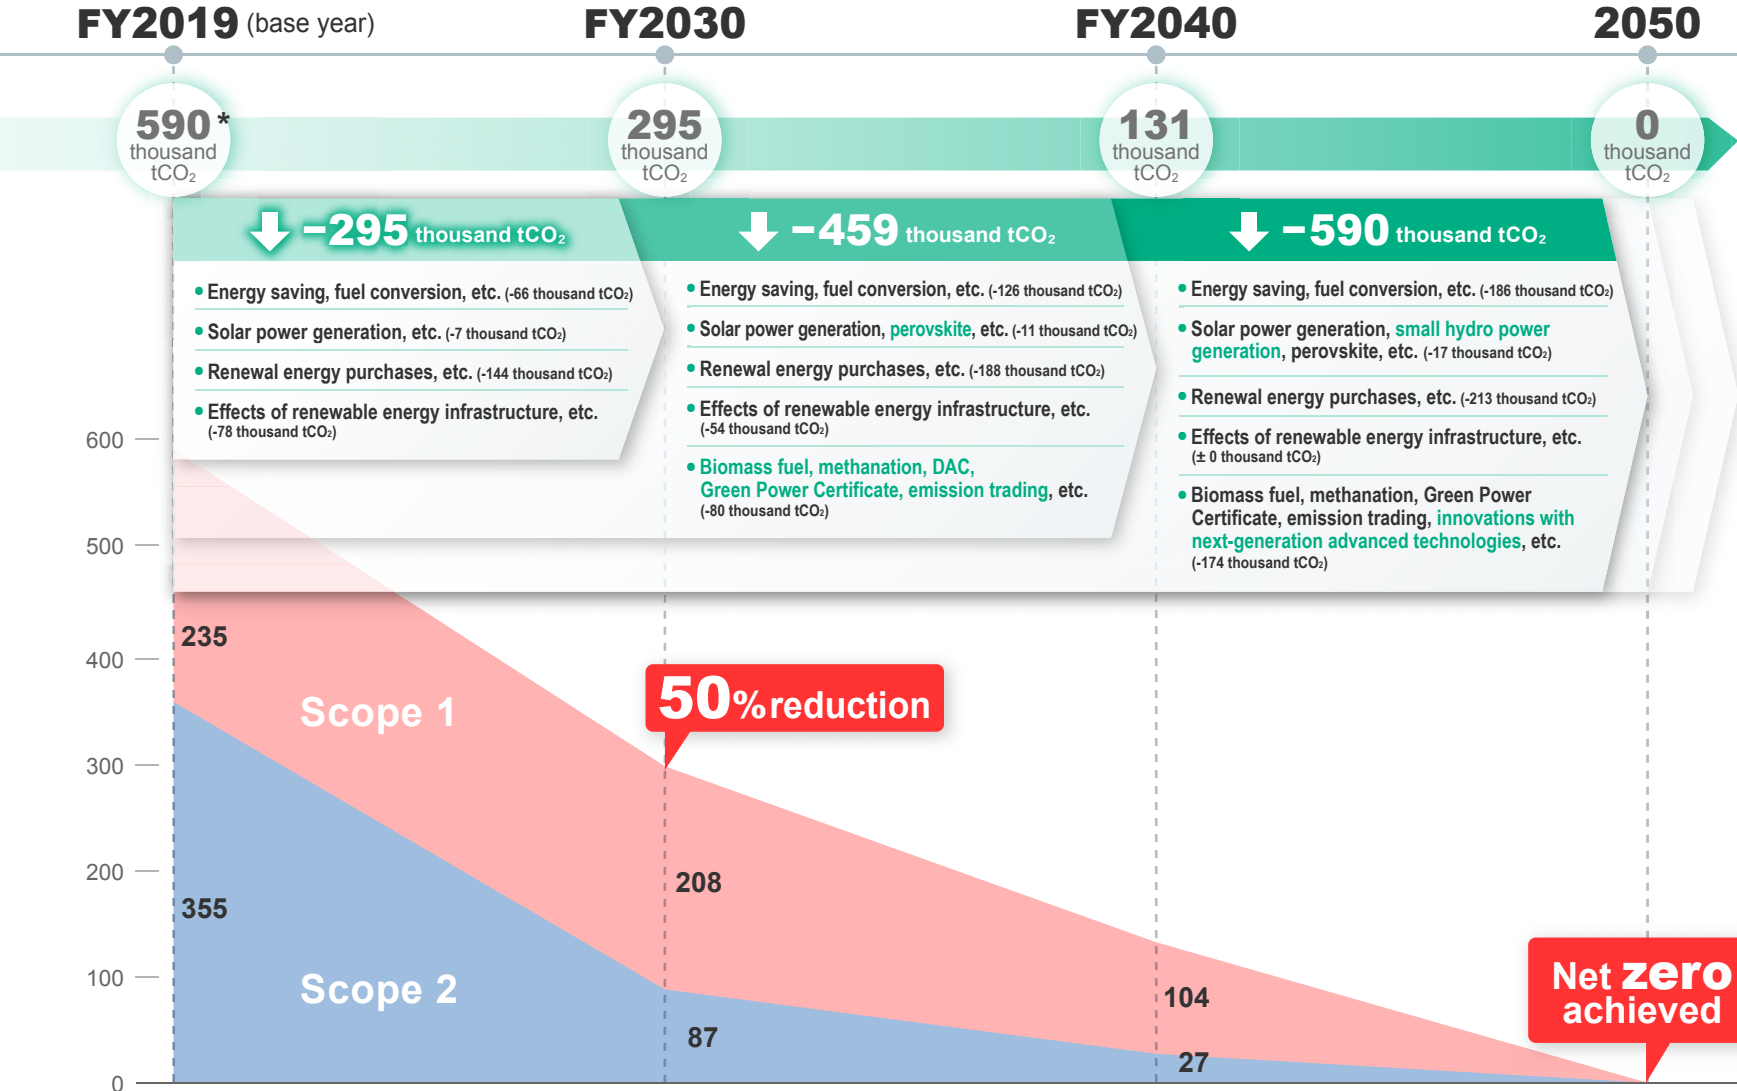 FY2019 (base year)
FY2030
FY2040
2050
590*
thousand
tCO₂
295
thousand
tCO₂
131
thousand
tCO₂
0
thousand
tCO₂
−295 thousand tCO₂
• Energy saving, fuel conversion, etc. (-66 thousand tCO₂)
• Solar power generation, etc. (-7 thousand tCO₂)
• Renewal energy purchases, etc. (-144 thousand tCO₂)
• Effects of renewable energy infrastructure, etc.
(-78 thousand tCO₂)
−459 thousand tCO₂
• Energy saving, fuel conversion, etc. (-126 thousand tCO₂)
• Solar power generation, perovskite, etc. (-11 thousand tCO₂)
• Renewal energy purchases, etc. (-188 thousand tCO₂)
• Effects of renewable energy infrastructure, etc.
(-54 thousand tCO₂)
• Biomass fuel, methanation, DAC,
Green Power Certificate, emission trading, etc.
(-80 thousand tCO₂)
−590 thousand tCO₂
• Energy saving, fuel conversion, etc. (-186 thousand tCO₂)
• Solar power generation, small hydro power
generation, perovskite, etc. (-17 thousand tCO₂)
• Renewal energy purchases, etc. (-213 thousand tCO₂)
• Effects of renewable energy infrastructure, etc.
(± 0 thousand tCO₂)
• Biomass fuel, methanation, Green Power
Certificate, emission trading, innovations with
next-generation advanced technologies, etc.
(-174 thousand tCO₂)
600
500
400
300
200
100
0
235
Scope 1
355
Scope 2
50% reduction
208
87
104
27
Net zero
achieved